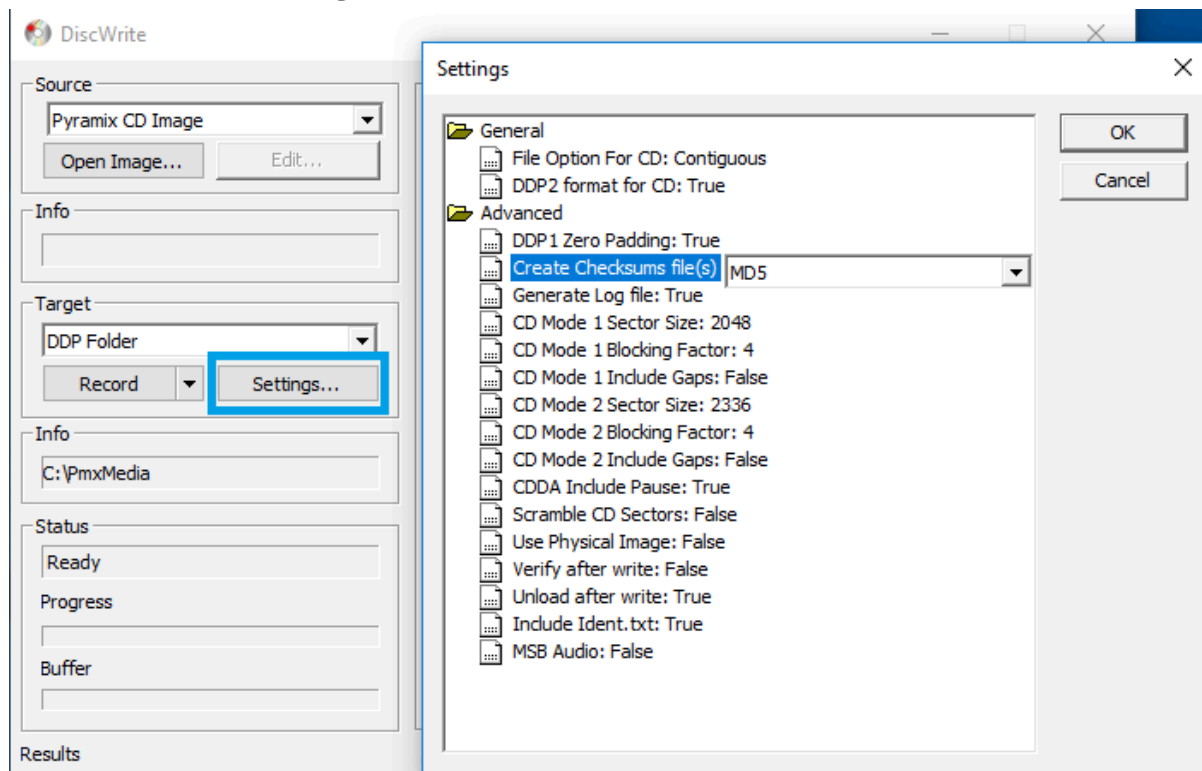 DiscWrite
Source
Pyramix CD Image
Open Image...
Edit...
Info
Target
DDP Folder
Record
Settings...
Info
C:\PmxMedia
Status
Ready
Progress
Buffer
Results
Settings
General
File Option For CD: Contiguous
DDP2 format for CD: True
Advanced
DDP1 Zero Padding: True
Create Checksums file(s) MD5
Generate Log file: True
CD Mode 1 Sector Size: 2048
CD Mode 1 Blocking Factor: 4
CD Mode 1 Include Gaps: False
CD Mode 2 Sector Size: 2336
CD Mode 2 Blocking Factor: 4
CD Mode 2 Include Gaps: False
CDDA Include Pause: True
Scramble CD Sectors: False
Use Physical Image: False
Verify after write: False
Unload after write: True
Include Ident.txt: True
MSB Audio: False
OK
Cancel